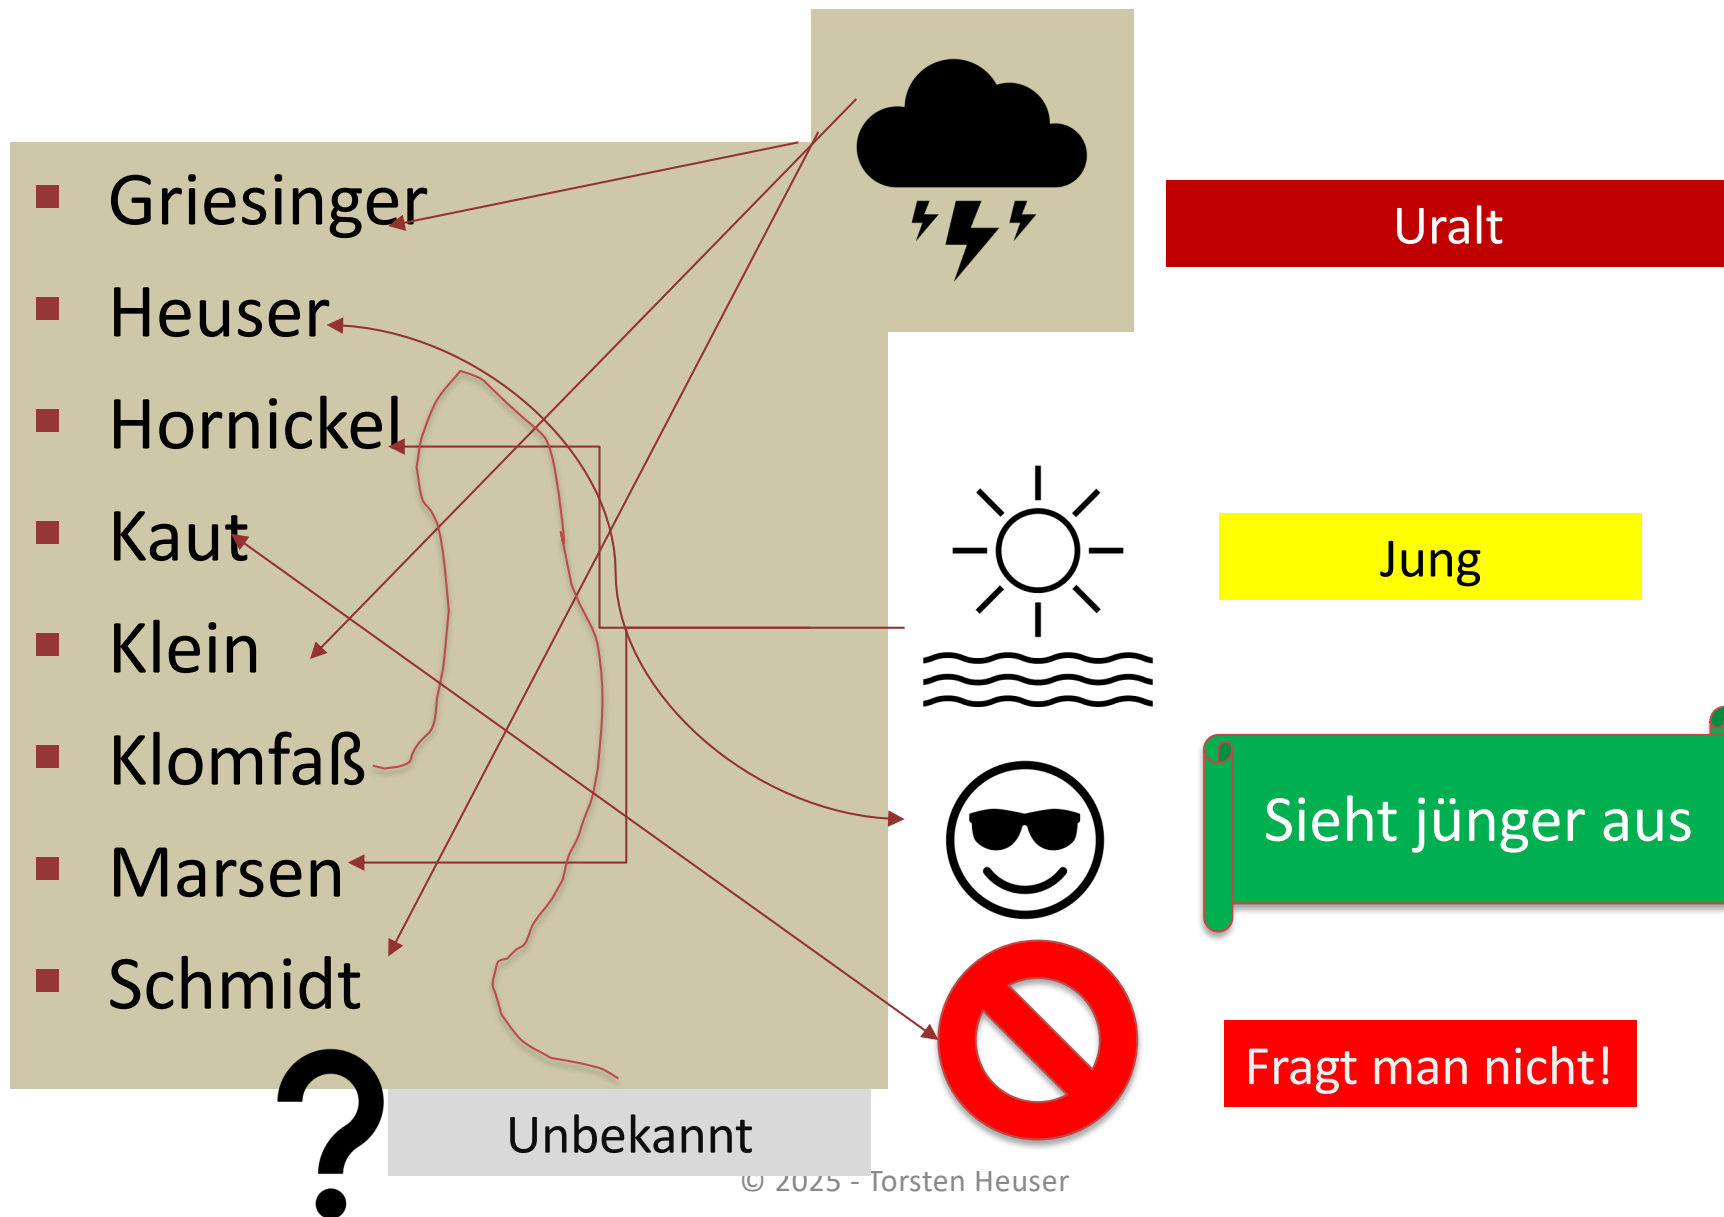 Griesinger
Heuser
Hornickel
Kaut
Klein
Klomfaß
Marsen
Schmidt
Uralt
Jung
Sieht jünger aus
Fragt man nicht!
?
Unbekannt
© 2025 - Torsten Heuser